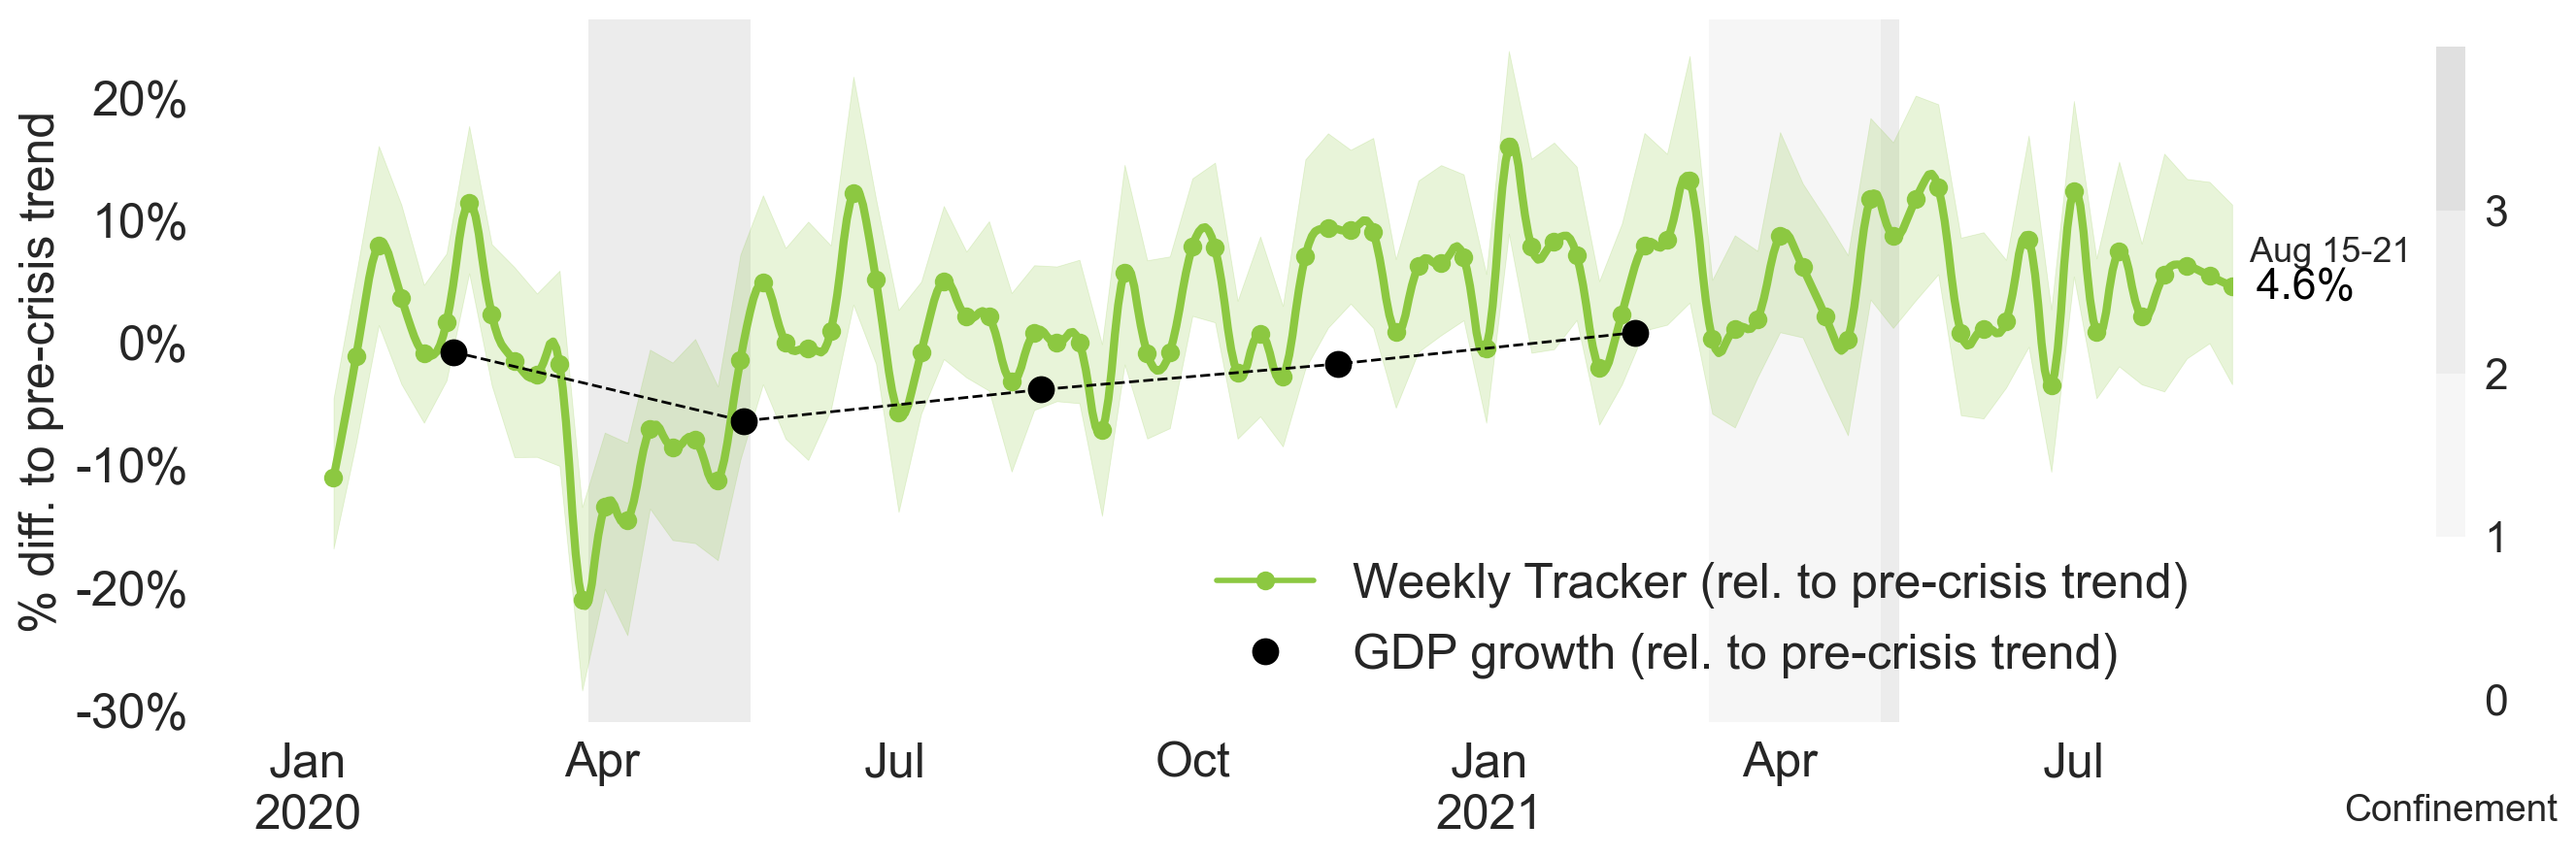 % diff. to pre-crisis trend
20%
10%
0%
-10%
-20%
-30%
Jan
2020
Apr
Jul
Oct
Jan
2021
Apr
Jul
Aug 15-21
4.6%
Weekly Tracker (rel. to pre-crisis trend)
GDP growth (rel. to pre-crisis trend)
3
2
1
0
Confinement